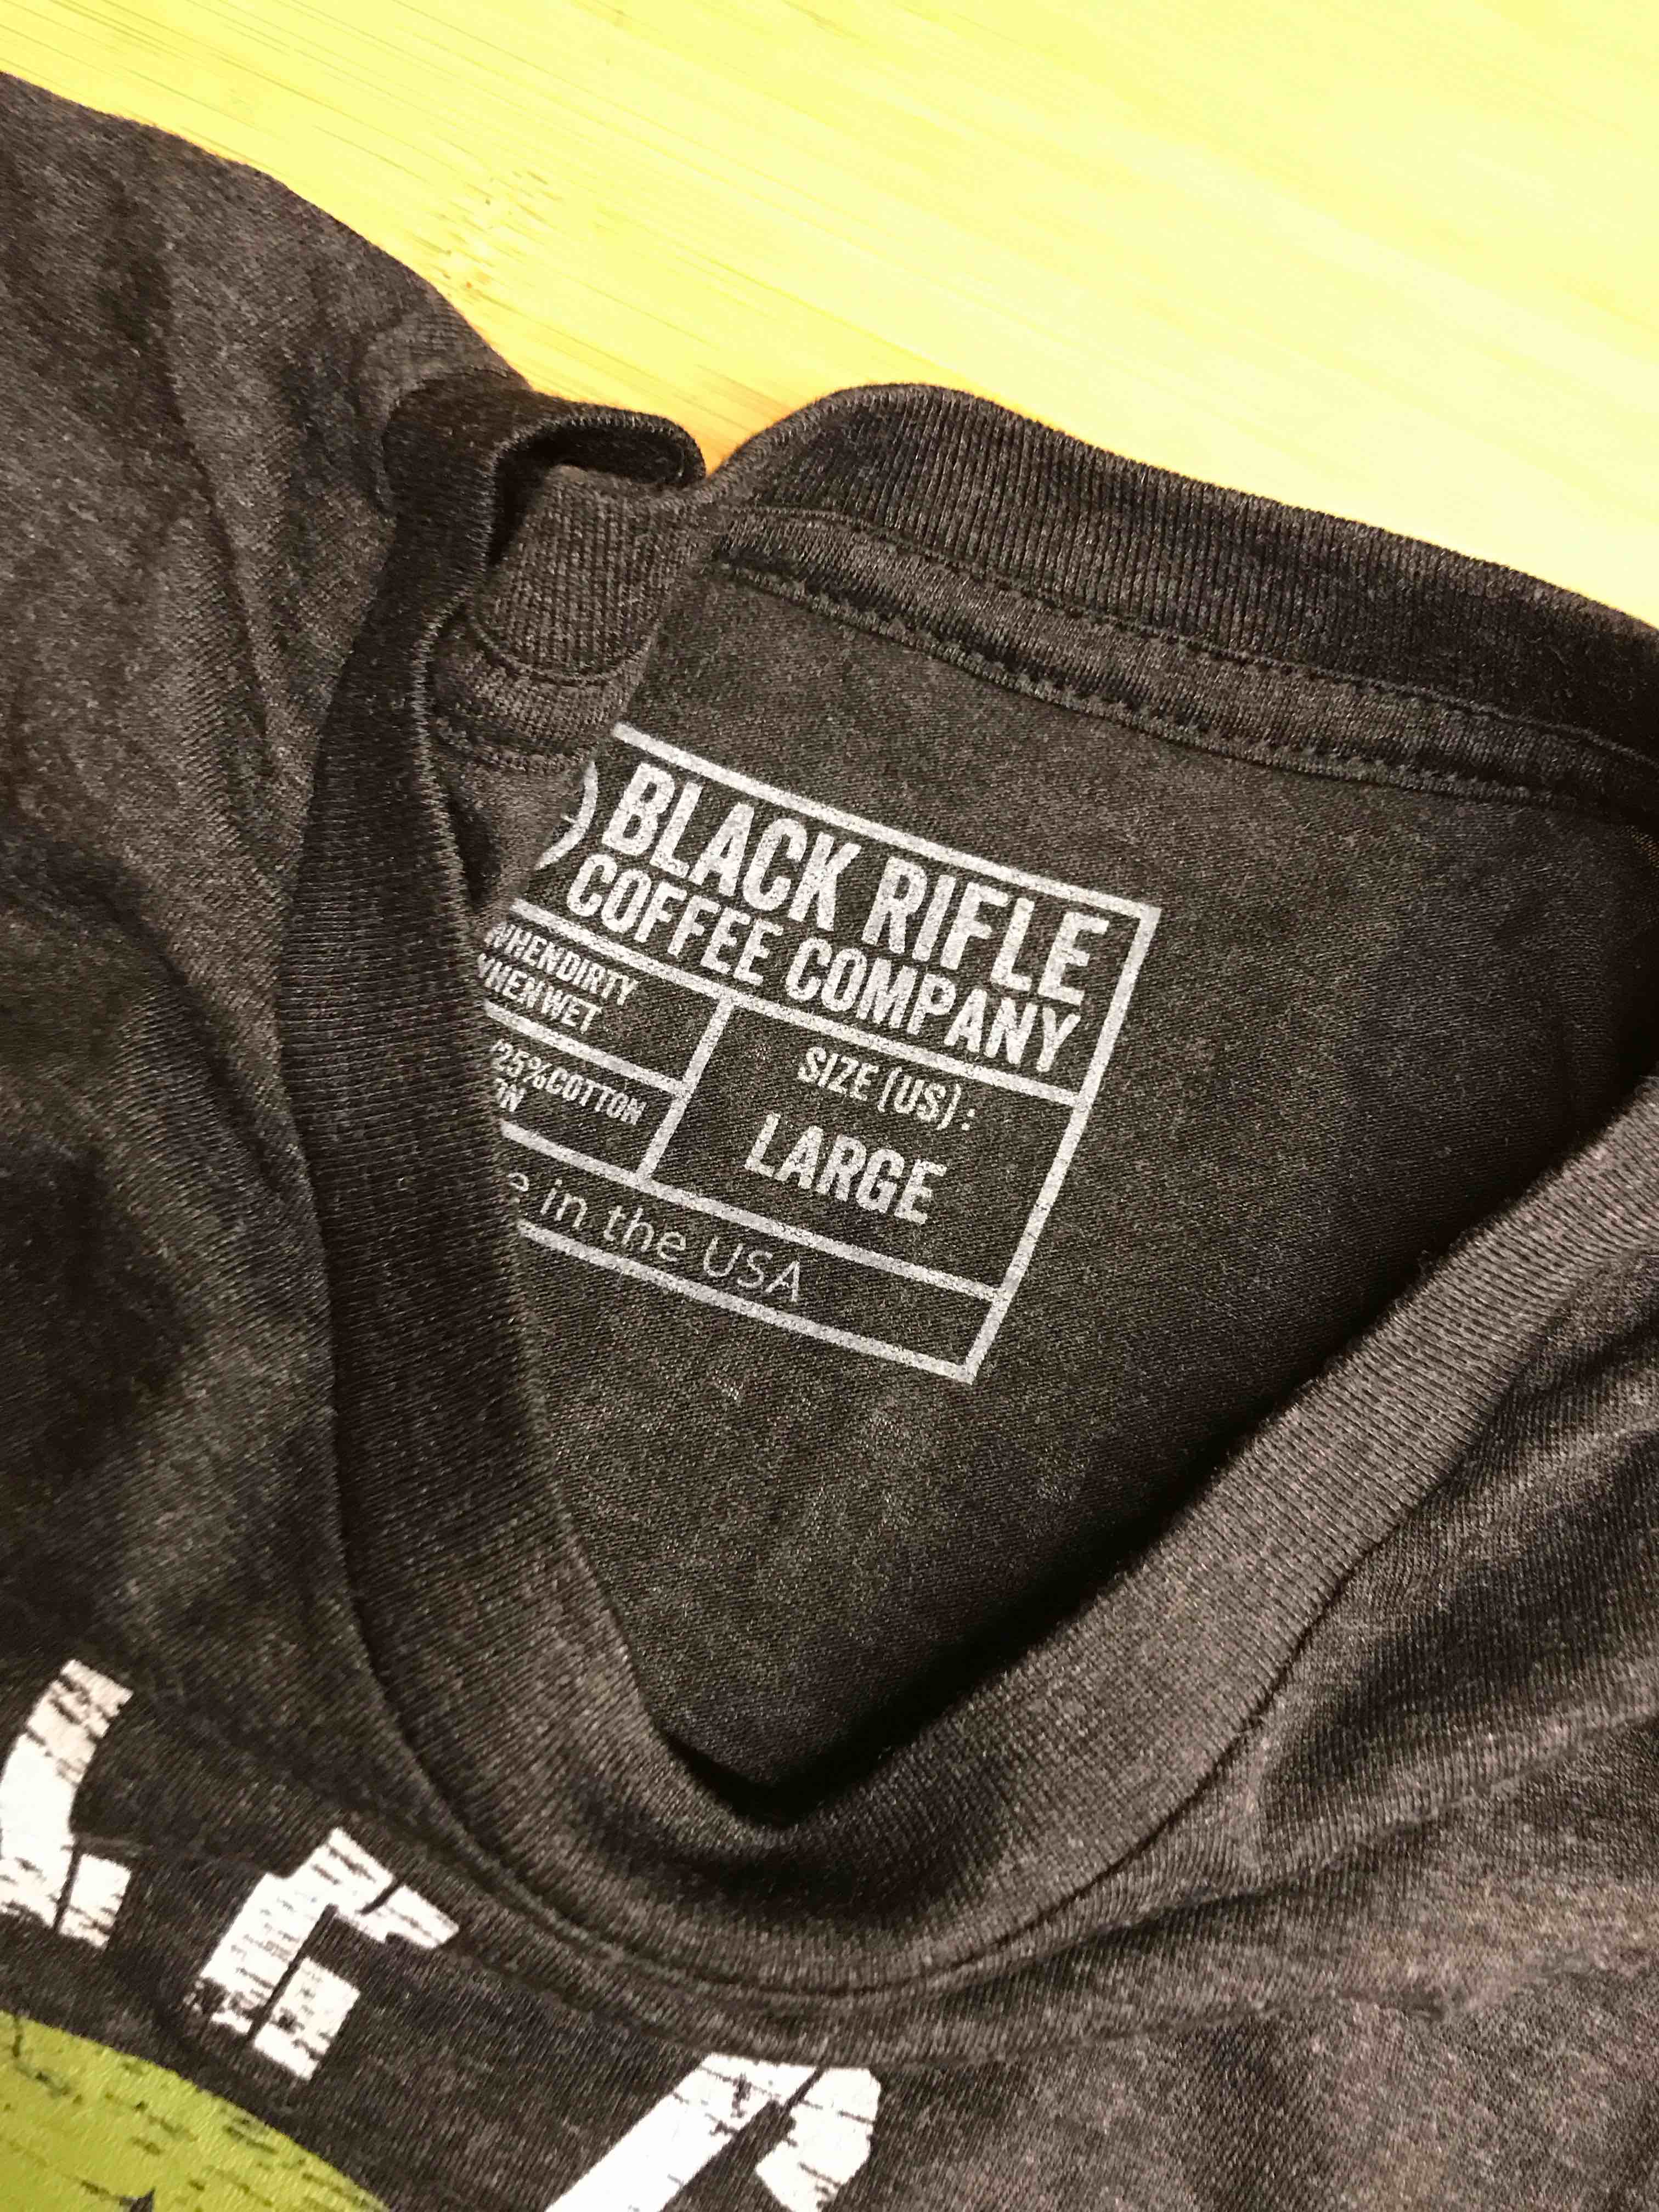 BLACK RIFLE
COFFEE COMPANY
WHENDIRTY
WHENWET
25%COTTON
SIZE (US):
LARGE
in the USA